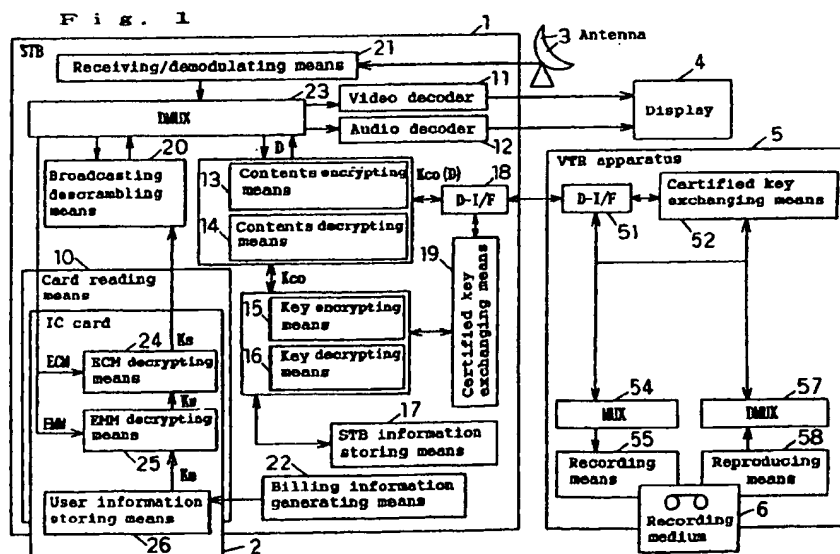 Fig. 1
STB
1
21
Receiving/demodulating means
3
Antenna
23
DMUX
11
Video decoder
Audio decoder
12
4
Display
20
Broadcasting
descrambling
means
D
13
Contents encrypting
means
14
Contents decrypting
means
Kco(D)
18
D-I/F
5
VTR apparatus
D-I/F
51
Certified key
exchanging means
52
10
Card reading
means
Kco
15
Key encrypting
means
16
Key decrypting
means
19
Certified key
exchanging means
IC card
24
Ks
ECM
ECM decrypting
means
EMM
EMM decrypting
means
25
17
STB information
storing means
22
Billing information
generating means
User information
storing means
26
2
54
MUX
57
DMUX
55
Recording
means
58
Reproducing
means
Recording
medium
6